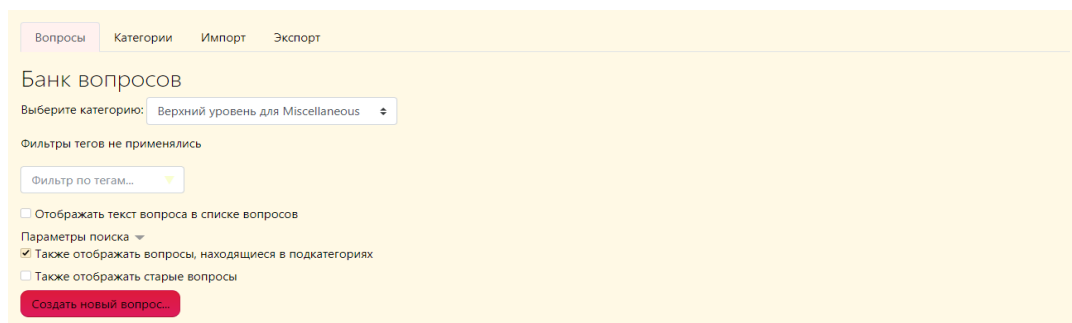 Вопросы Категории Импорт Экспорт
Банк вопросов
Выберите категорию: Верхний уровень для Miscellaneous
Фильтры тегов не применялись
Фильтр по тегам...
Отображать текст вопроса в списке вопросов
Параметры поиска
Также отображать вопросы, находящиеся в подкатегориях
Также отображать старые вопросы
Создать новый вопрос...